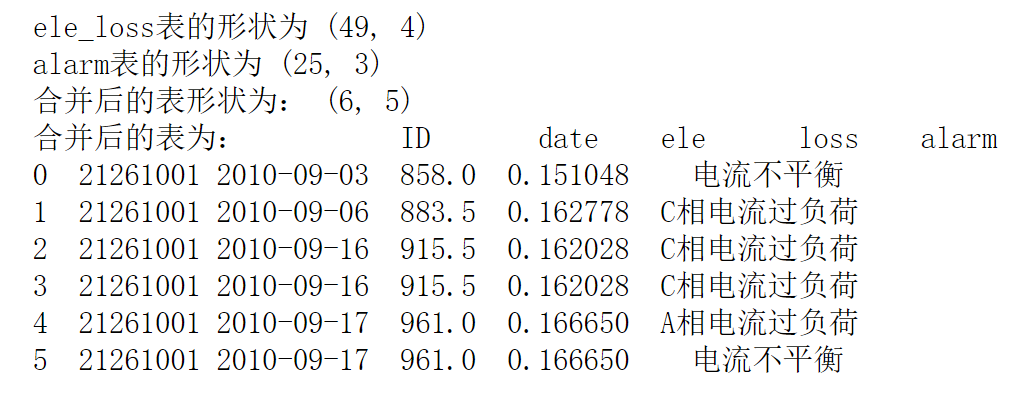 ele_loss表的形状为 (49, 4)
alarm表的形状为 (25, 3)
合并后的表形状为： (6, 5)
合并后的表为：           ID       date    ele      loss    alarm
0  21261001 2010-09-03  858.0  0.151048    电流不平衡
1  21261001 2010-09-06  883.5  0.162778  C相电流过负荷
2  21261001 2010-09-16  915.5  0.162028  C相电流过负荷
3  21261001 2010-09-16  915.5  0.162028  C相电流过负荷
4  21261001 2010-09-17  961.0  0.166650  A相电流过负荷
5  21261001 2010-09-17  961.0  0.166650    电流不平衡